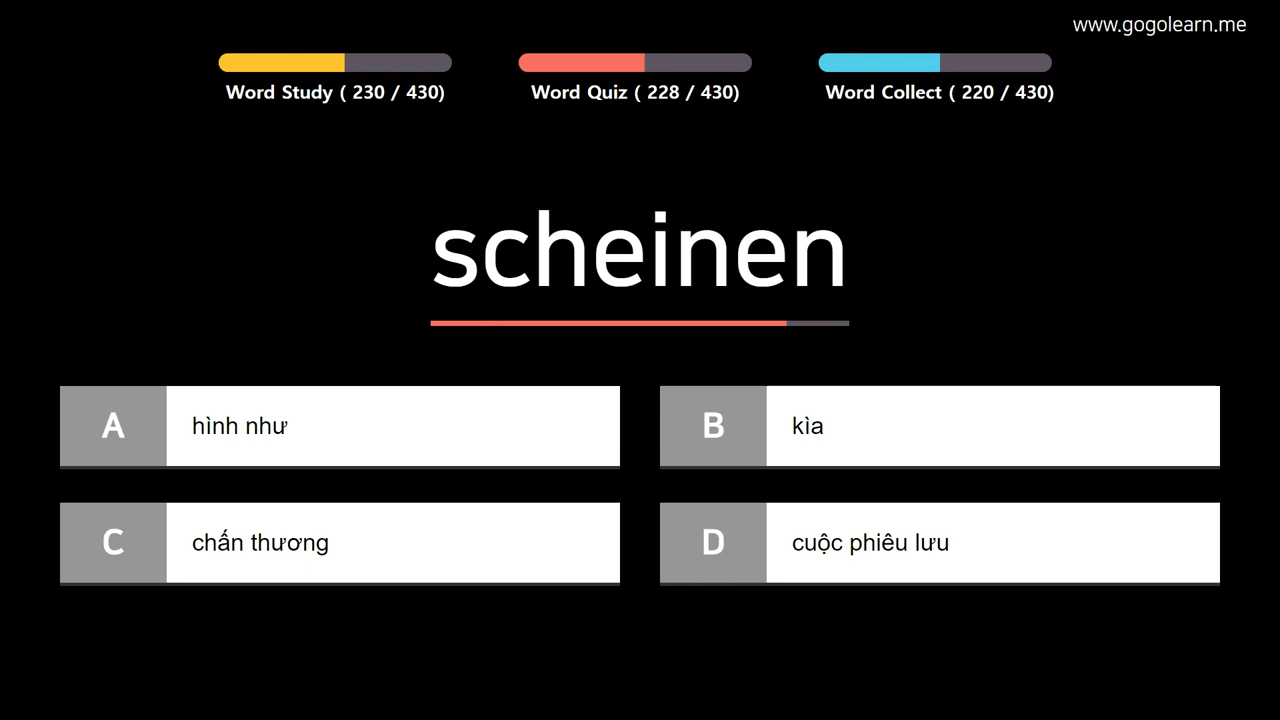 www.gogolearn.me
Word Study ( 230 / 430)
Word Quiz ( 228 / 430)
Word Collect ( 220 / 430)
scheinen
A hình như
B kìa
C chấn thương
D cuộc phiêu lưu